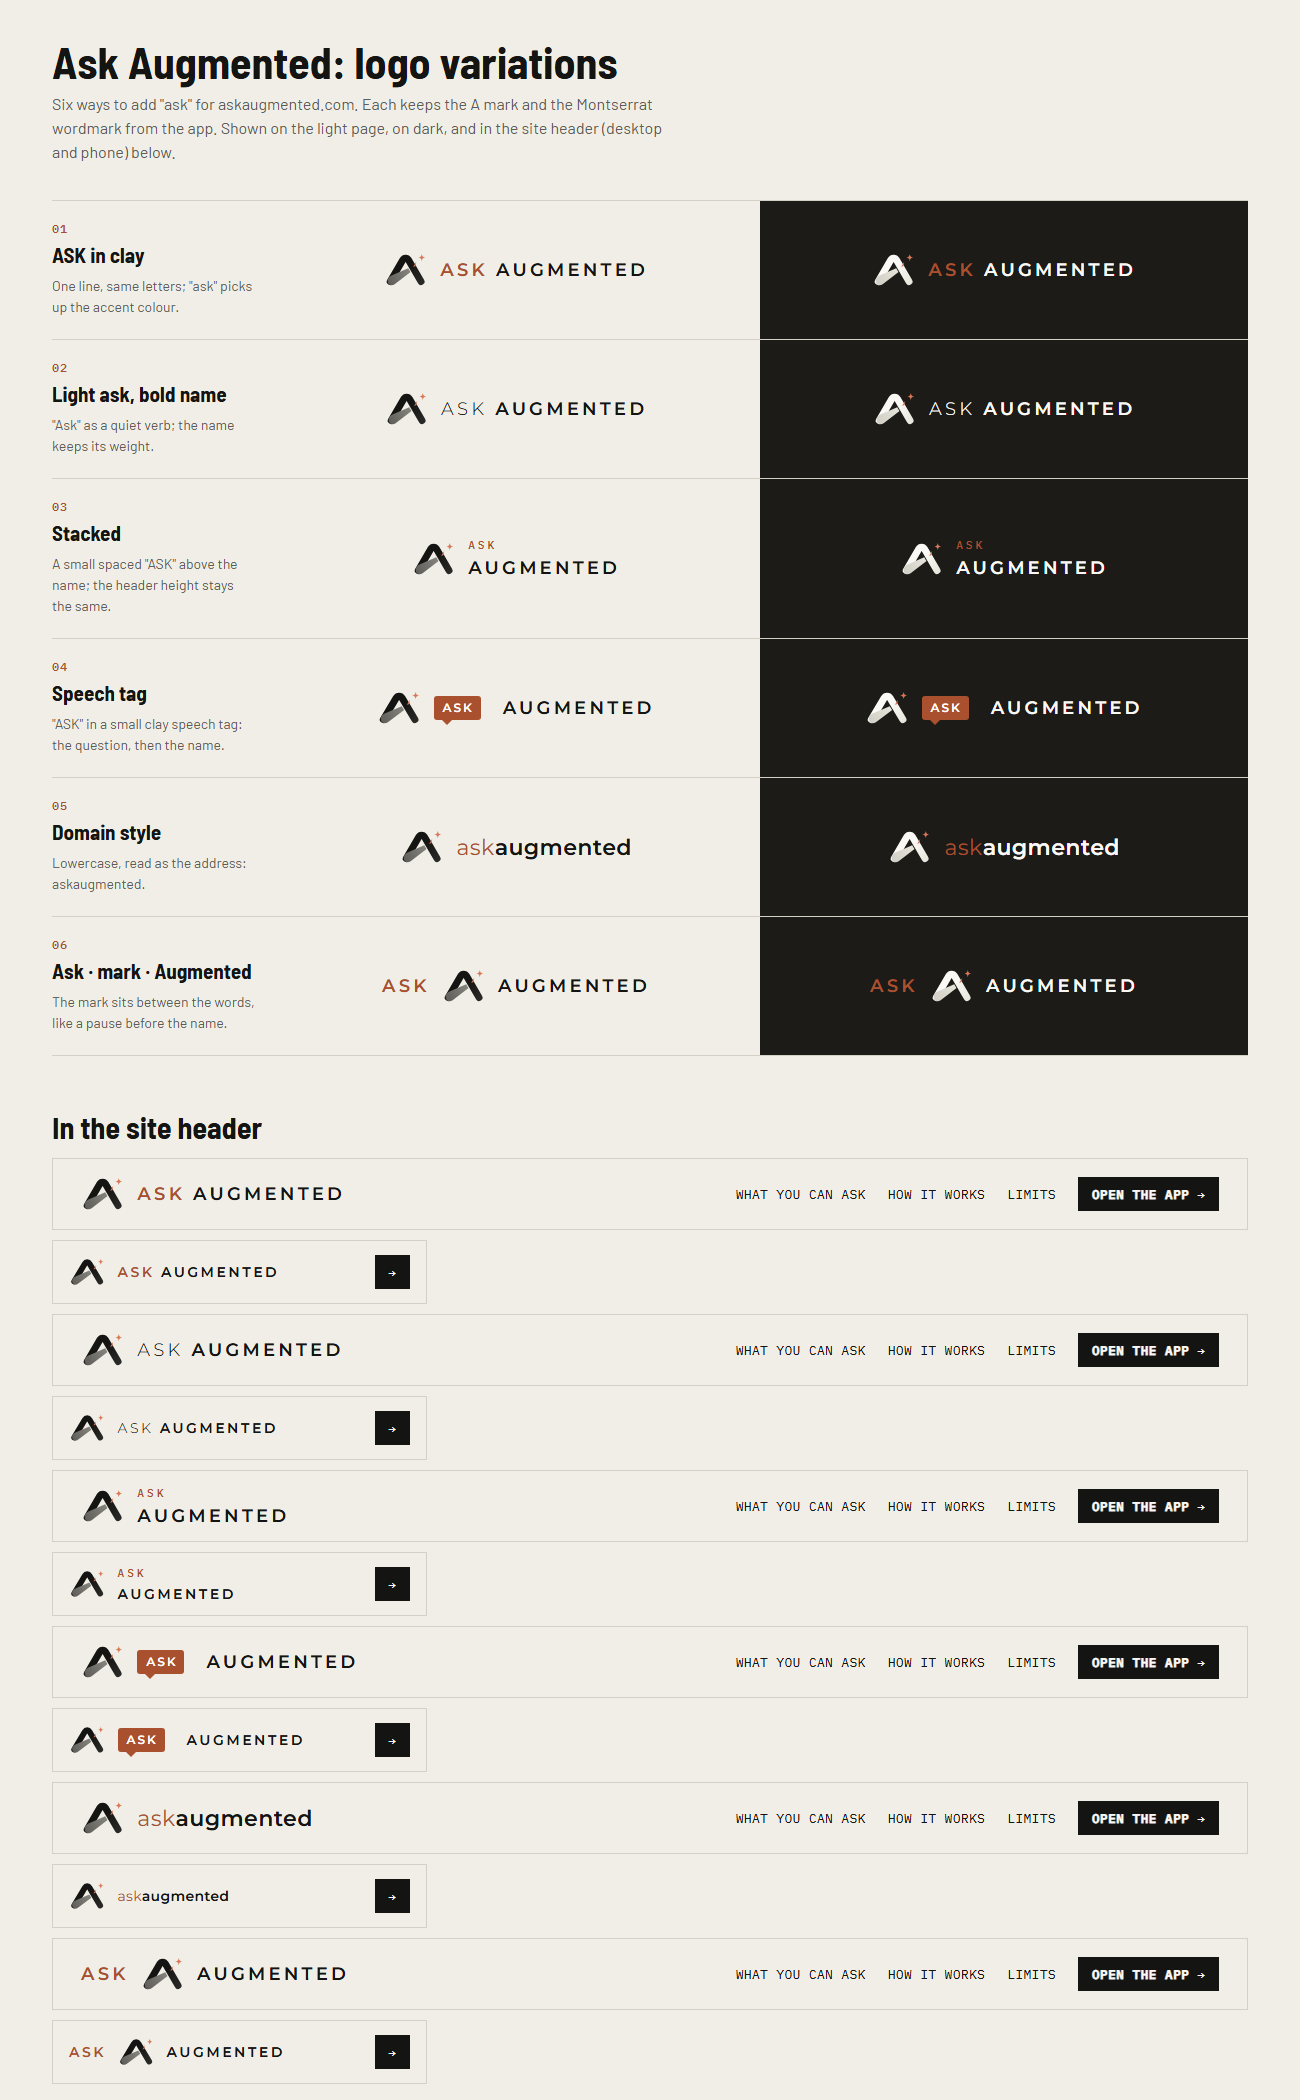 Ask Augmented: logo variations
Six ways to add "ask" for askaugmented.com. Each keeps the A mark and the Montserrat
wordmark from the app. Shown on the light page, on dark, and in the site header (desktop
and phone) below.
01
ASK in clay
One line, same letters; "ask" picks
up the accent colour.
ASK AUGMENTED
ASK AUGMENTED
02
Light ask, bold name
"Ask" as a quiet verb; the name
keeps its weight.
ASK AUGMENTED
ASK AUGMENTED
03
Stacked
A small spaced "ASK" above the
name; the header height stays
the same.
ASK
AUGMENTED
ASK
AUGMENTED
04
Speech tag
"ASK" in a small clay speech tag:
the question, then the name.
ASK AUGMENTED
ASK AUGMENTED
05
Domain style
Lowercase, read as the address:
askaugmented.
askaugmented
askaugmented
06
Ask · mark · Augmented
The mark sits between the words,
like a pause before the name.
ASK AUGMENTED
ASK AUGMENTED
In the site header
ASK AUGMENTED WHAT YOU CAN ASK HOW IT WORKS LIMITS OPEN THE APP →
ASK AUGMENTED →
ASK AUGMENTED WHAT YOU CAN ASK HOW IT WORKS LIMITS OPEN THE APP →
ASK AUGMENTED →
ASK
AUGMENTED WHAT YOU CAN ASK HOW IT WORKS LIMITS OPEN THE APP →
ASK
AUGMENTED →
ASK AUGMENTED WHAT YOU CAN ASK HOW IT WORKS LIMITS OPEN THE APP →
ASK AUGMENTED →
askaugmented WHAT YOU CAN ASK HOW IT WORKS LIMITS OPEN THE APP →
askaugmented →
ASK AUGMENTED WHAT YOU CAN ASK HOW IT WORKS LIMITS OPEN THE APP →
ASK AUGMENTED →